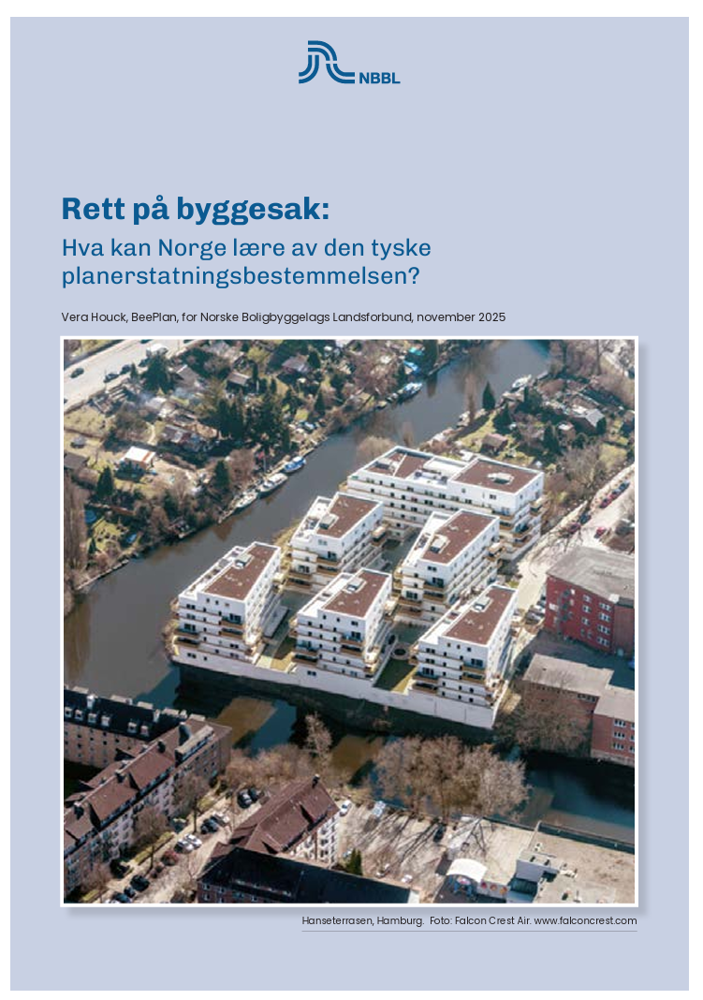 NBBL
Rett på byggesak:
Hva kan Norge lære av den tyske
planerstatningsbestemmelsen?
Vera Houck, BeePlan, for Norske Boligbyggelags Landsforbund, november 2025
Hanseterrasen, Hamburg. Foto: Falcon Crest Air. www.falconcrest.com